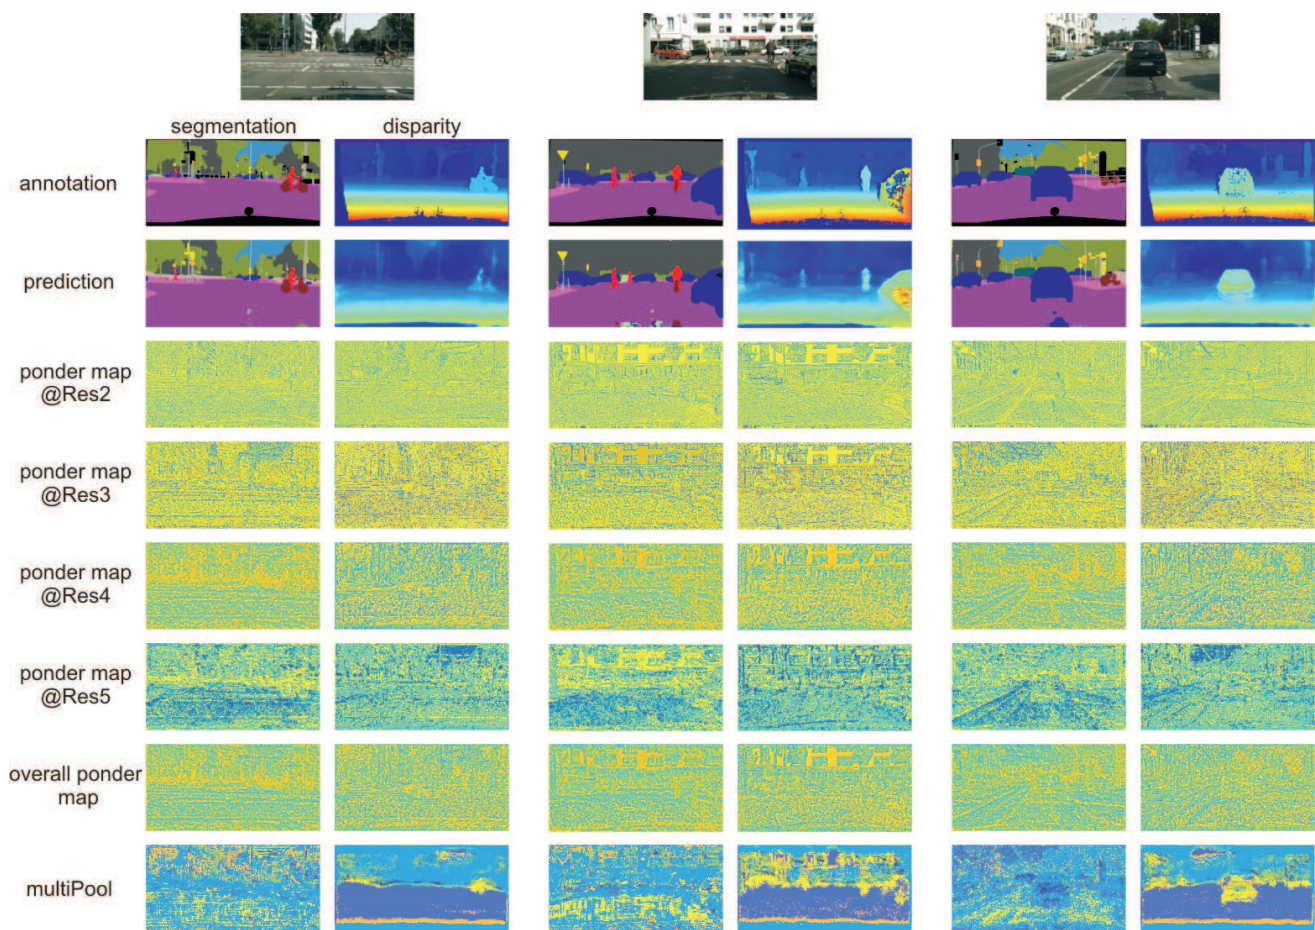 segmentation disparity
annotation
prediction
ponder map
@Res2
ponder map
@Res3
ponder map
@Res4
ponder map
@Res5
overall ponder
map
multiPool